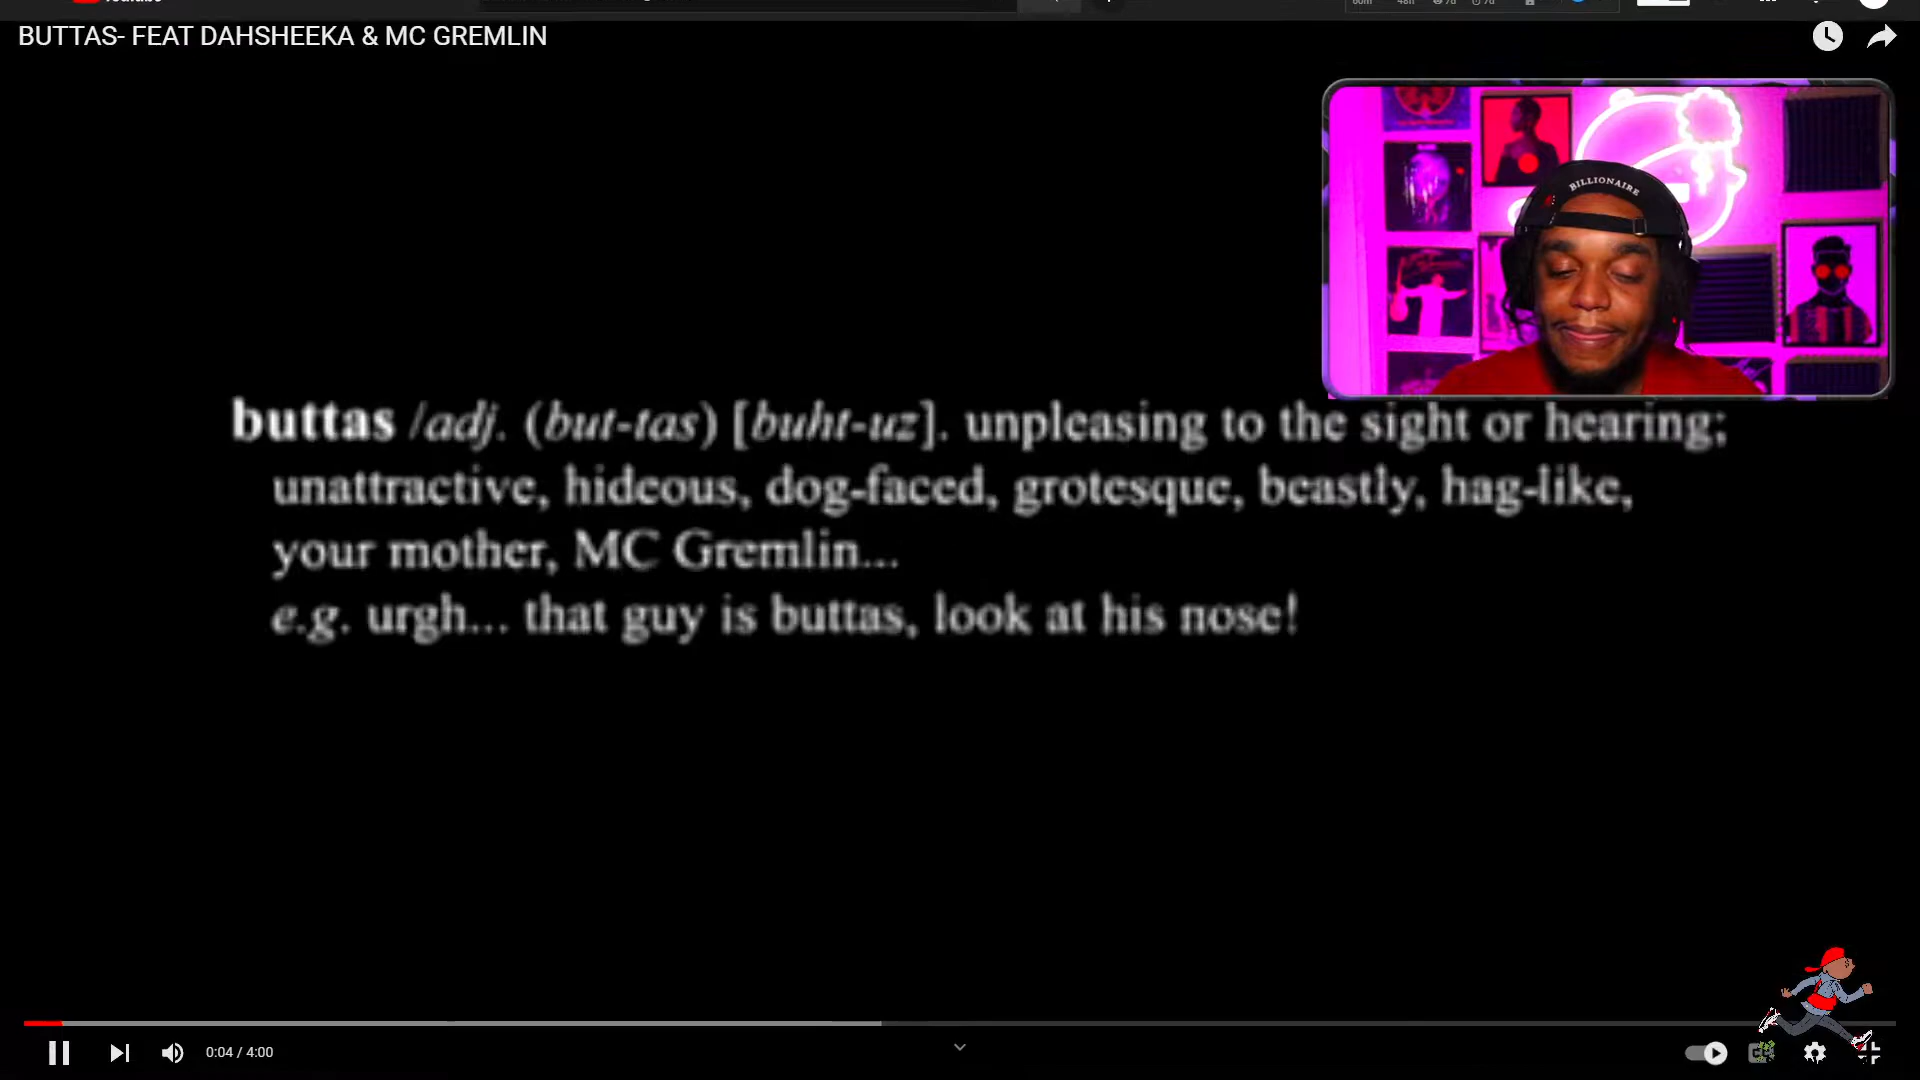 BUTTAS- FEAT DAHSHEEKA & MC GREMLIN
BILLIONAIRE
buttas /adj. (but-tas) [buht-uz]. unpleasing to the sight or hearing;
unattractive, hideous, dog-faced, grotesque, beastly, hag-like,
your mother, MC Gremlin...
e.g. urgh... that guy is buttas, look at his nose!
0:04 / 4:00